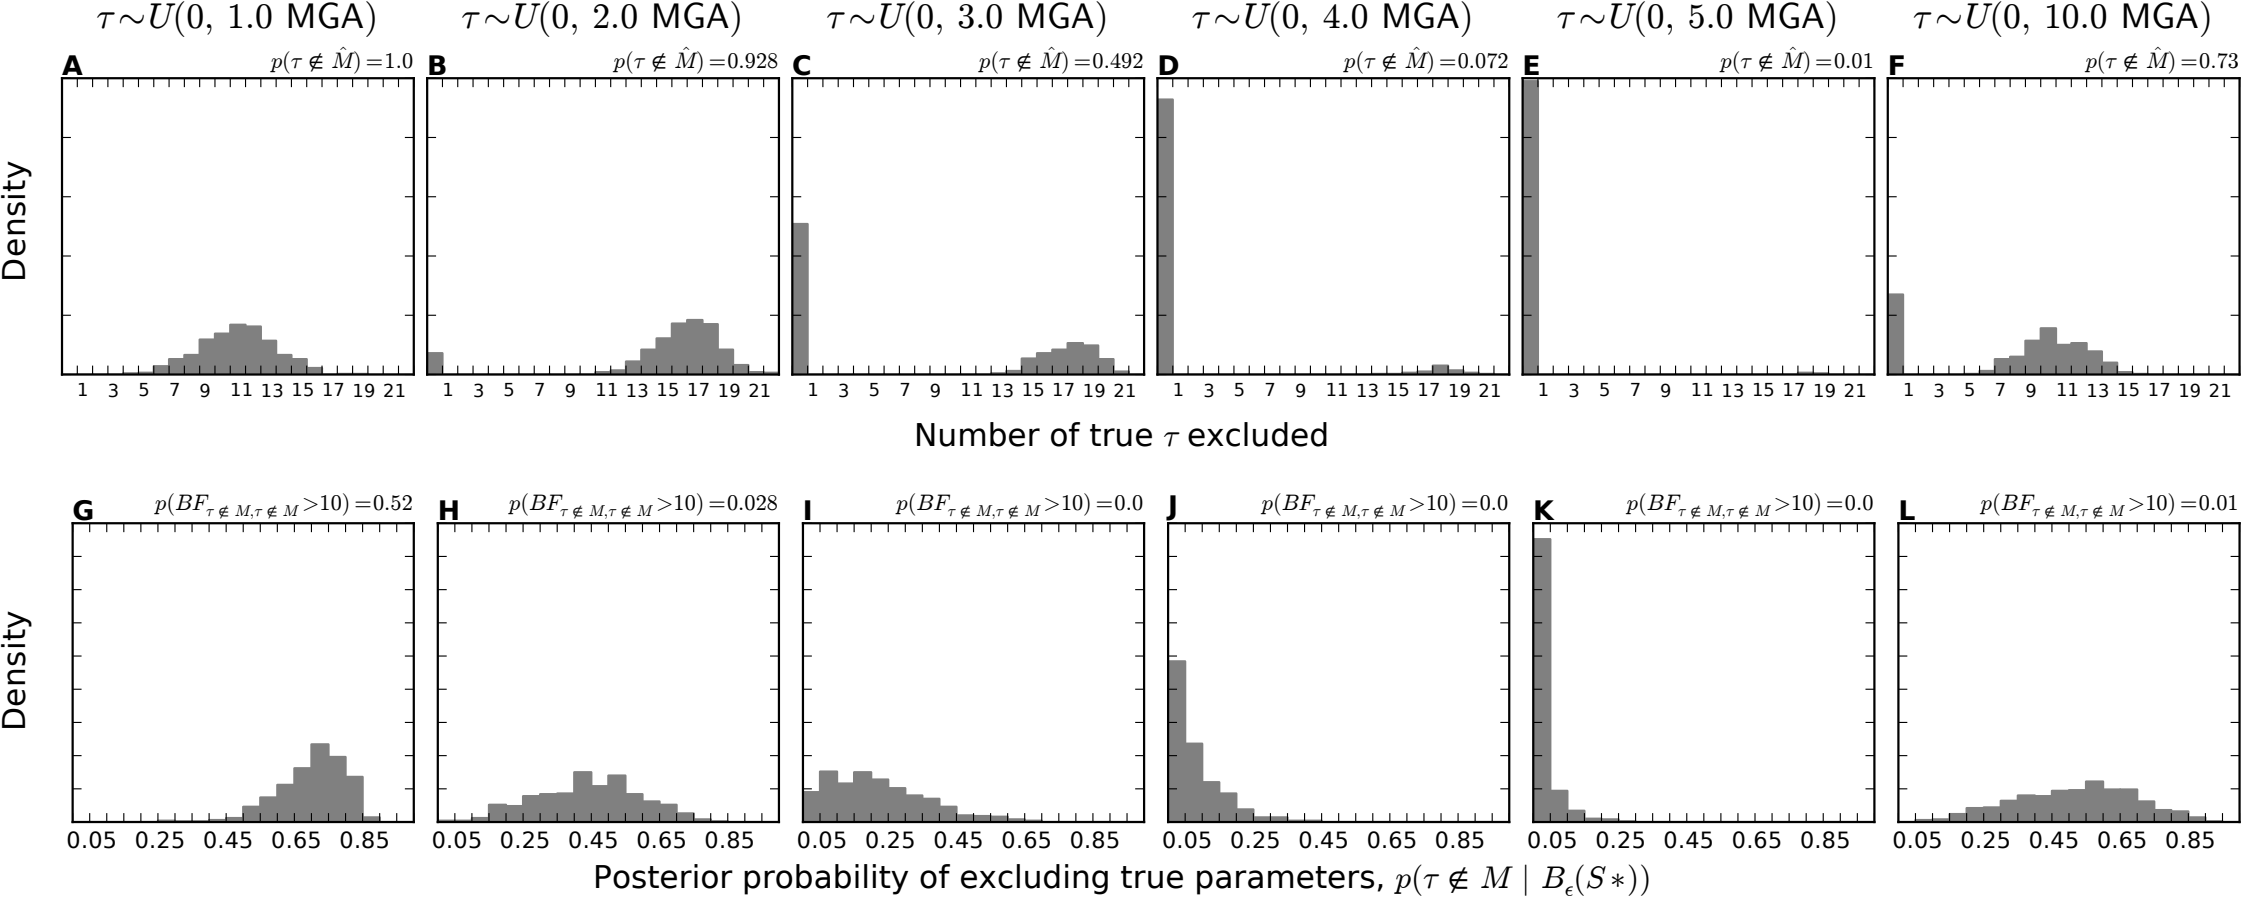 τ∼U(0, 1.0 MGA) τ∼U(0, 2.0 MGA) τ∼U(0, 3.0 MGA) τ∼U(0, 4.0 MGA) τ∼U(0, 5.0 MGA) τ∼U(0, 10.0 MGA)
A p(τ ∉ M̂)=1.0 B p(τ ∉ M̂)=0.928 C p(τ ∉ M̂)=0.492 D p(τ ∉ M̂)=0.072 E p(τ ∉ M̂)=0.01 F p(τ ∉ M̂)=0.73
Density
1 3 5 7 9 11 13 15 17 19 21 1 3 5 7 9 11 13 15 17 19 21 1 3 5 7 9 11 13 15 17 19 21 1 3 5 7 9 11 13 15 17 19 21 1 3 5 7 9 11 13 15 17 19 21 1 3 5 7 9 11 13 15 17 19 21
Number of true τ excluded
G p(BF_{τ ∉ M,τ ∉ M}>10)=0.52 H p(BF_{τ ∉ M,τ ∉ M}>10)=0.028 I p(BF_{τ ∉ M,τ ∉ M}>10)=0.0 J p(BF_{τ ∉ M,τ ∉ M}>10)=0.0 K p(BF_{τ ∉ M,τ ∉ M}>10)=0.0 L p(BF_{τ ∉ M,τ ∉ M}>10)=0.01
Density
0.05 0.25 0.45 0.65 0.85 0.05 0.25 0.45 0.65 0.85 0.05 0.25 0.45 0.65 0.85 0.05 0.25 0.45 0.65 0.85 0.05 0.25 0.45 0.65 0.85 0.05 0.25 0.45 0.65 0.85
Posterior probability of excluding true parameters, p(τ ∉ M | B_ϵ(S∗))